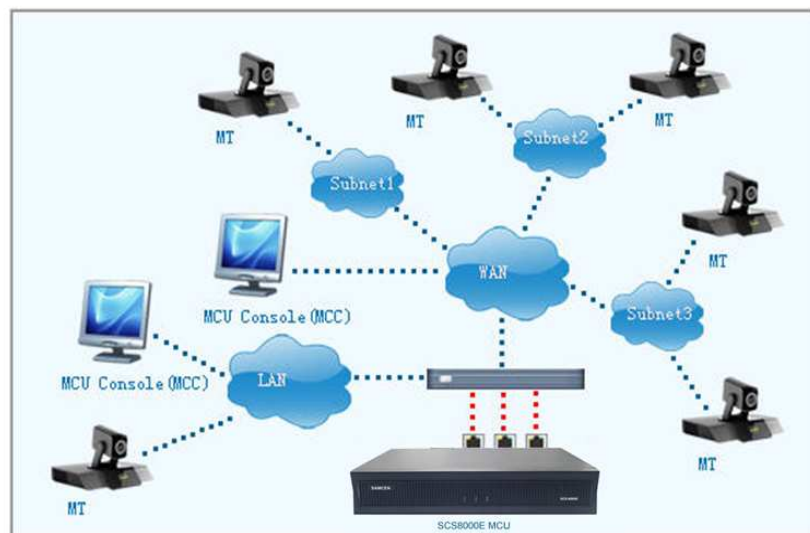 MT
MT
MT
Subnet2
Subnet1
MT
WAN
MCU Console(MCC)
Subnet3
LAN
MCU Console(MCC)
MT
MT
SCS8000E MCU